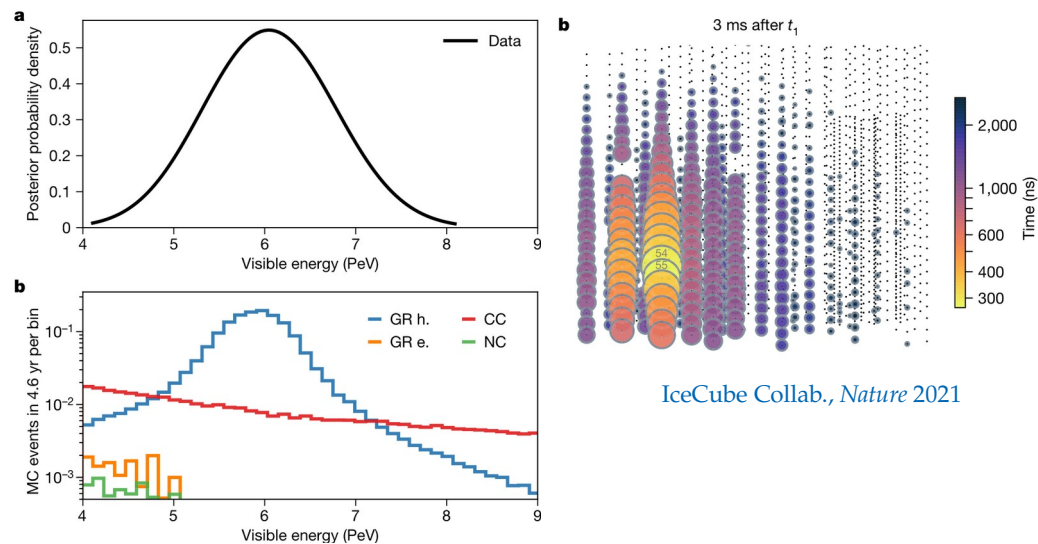 a
0.5
0.4
0.3
0.2
0.1
0
Posterior probability density
Data
4 5 6 7 8 9
Visible energy (PeV)
b
10⁻¹
10⁻²
10⁻³
MC events in 4.6 yr per bin
GR h. CC
GR e. NC
4 5 6 7 8 9
Visible energy (PeV)
b
3 ms after t₁
54
55
2,000
1,000
600
400
300
Time (ns)
IceCube Collab., Nature 2021